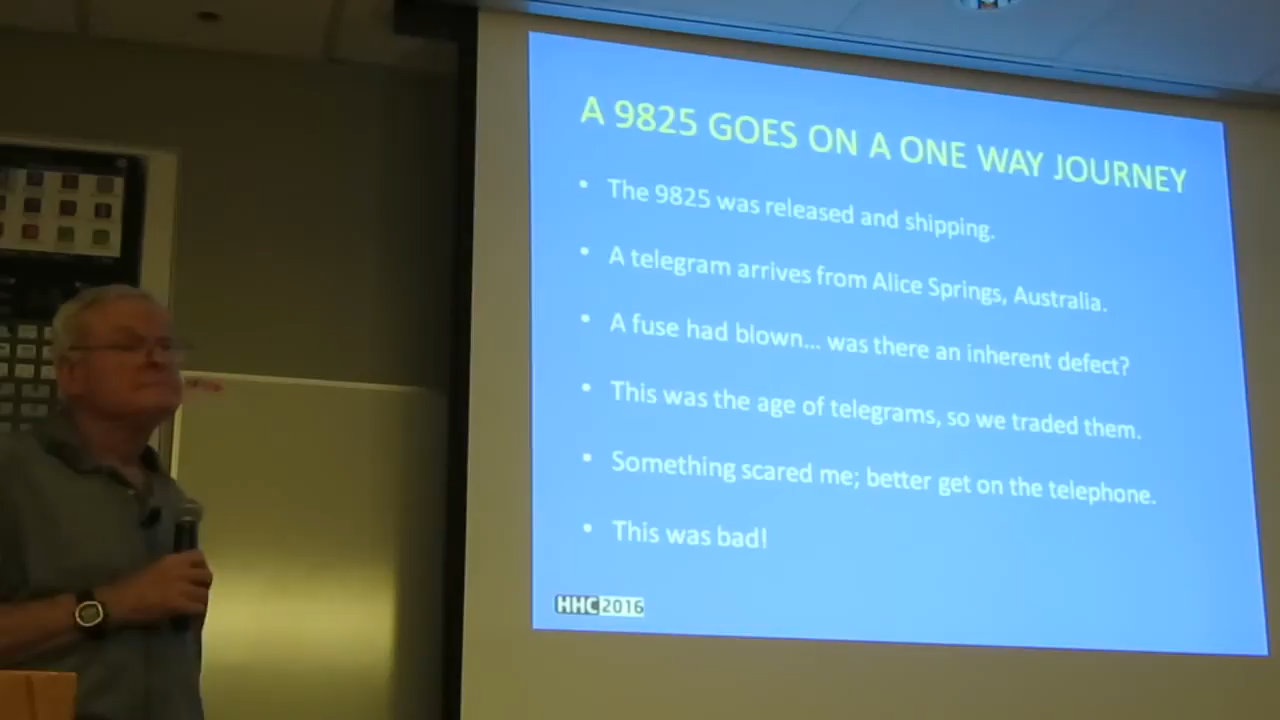 A 9825 GOES ON A ONE WAY JOURNEY
• The 9825 was released and shipping.
• A telegram arrives from Alice Springs, Australia.
• A fuse had blown... was there an inherent defect?
• This was the age of telegrams, so we traded them.
• Something scared me; better get on the telephone.
• This was bad!
HHC 2016